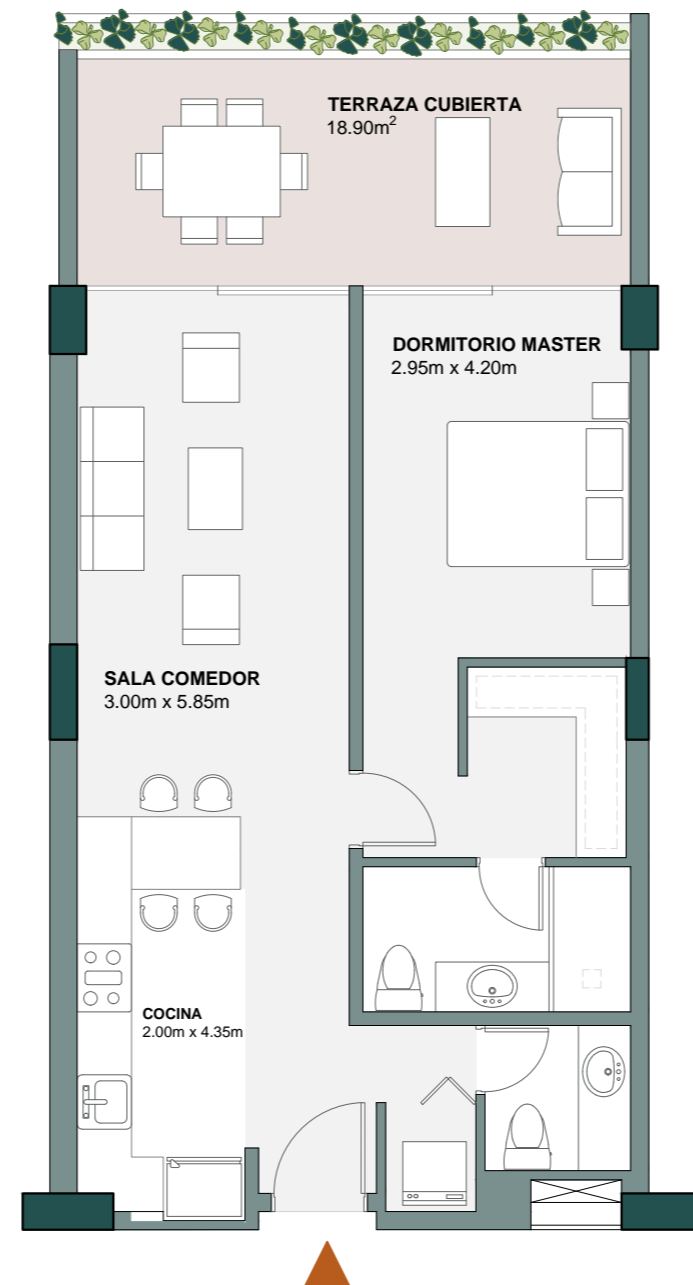 TERRAZA CUBIERTA
18.90m²
DORMITORIO MASTER
2.95m x 4.20m
SALA COMEDOR
3.00m x 5.85m
COCINA
2.00m x 4.35m